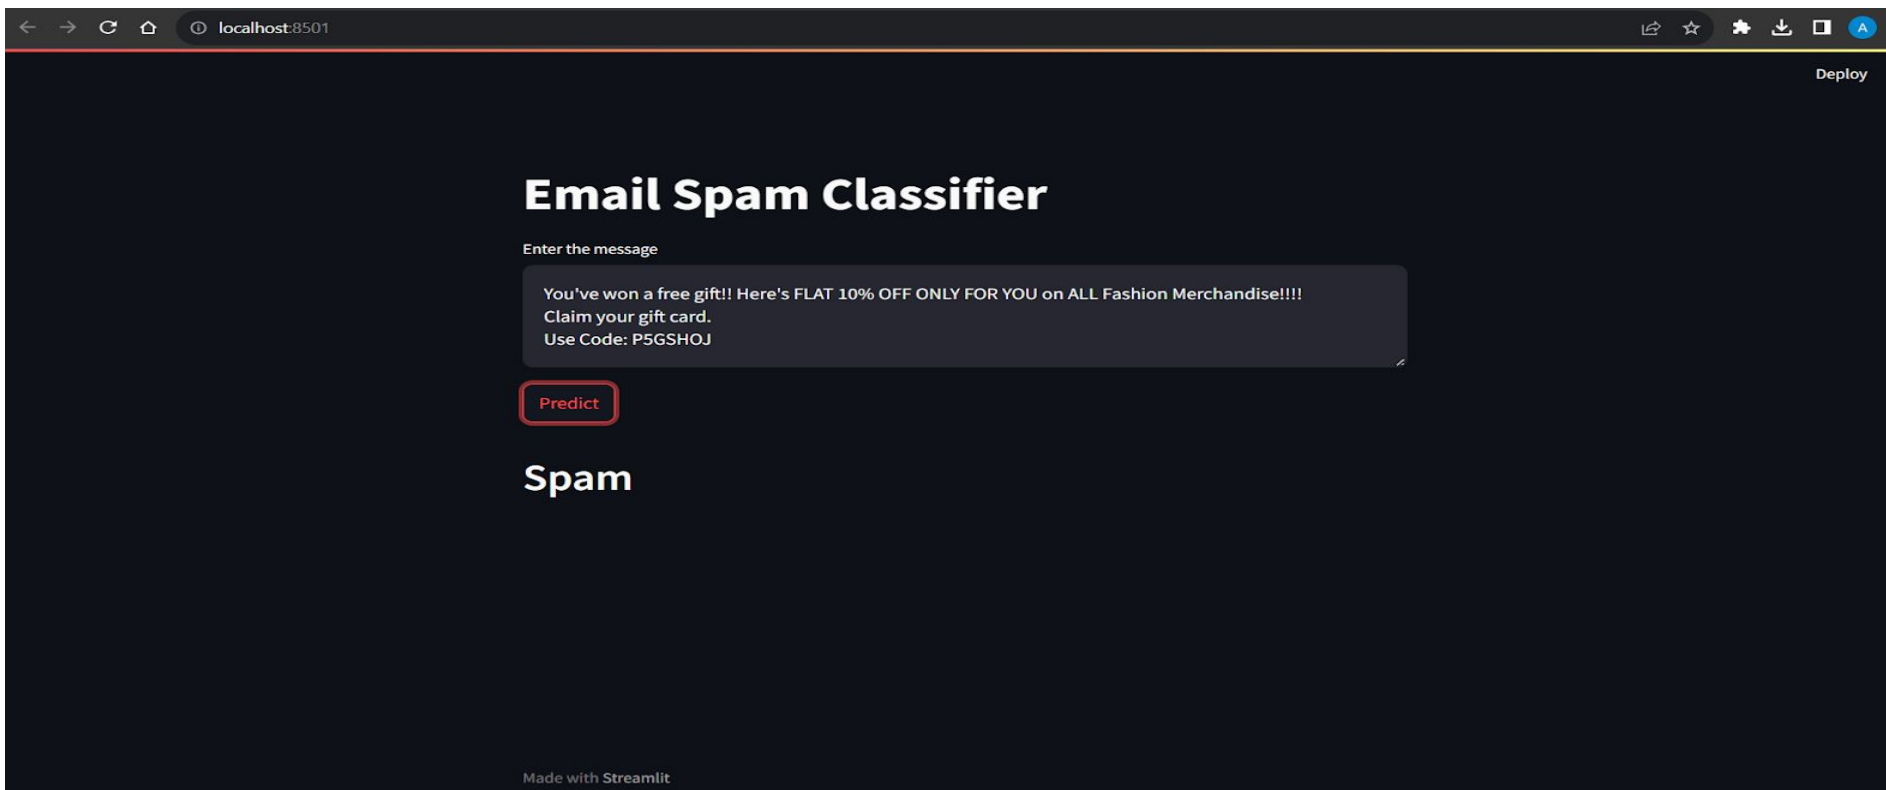 localhost:8501
A
Deploy
Email Spam Classifier
Enter the message
You've won a free gift!! Here's FLAT 10% OFF ONLY FOR YOU on ALL Fashion Merchandise!!!!
Claim your gift card.
Use Code: P5GSHOJ
Predict
Spam
Made with Streamlit